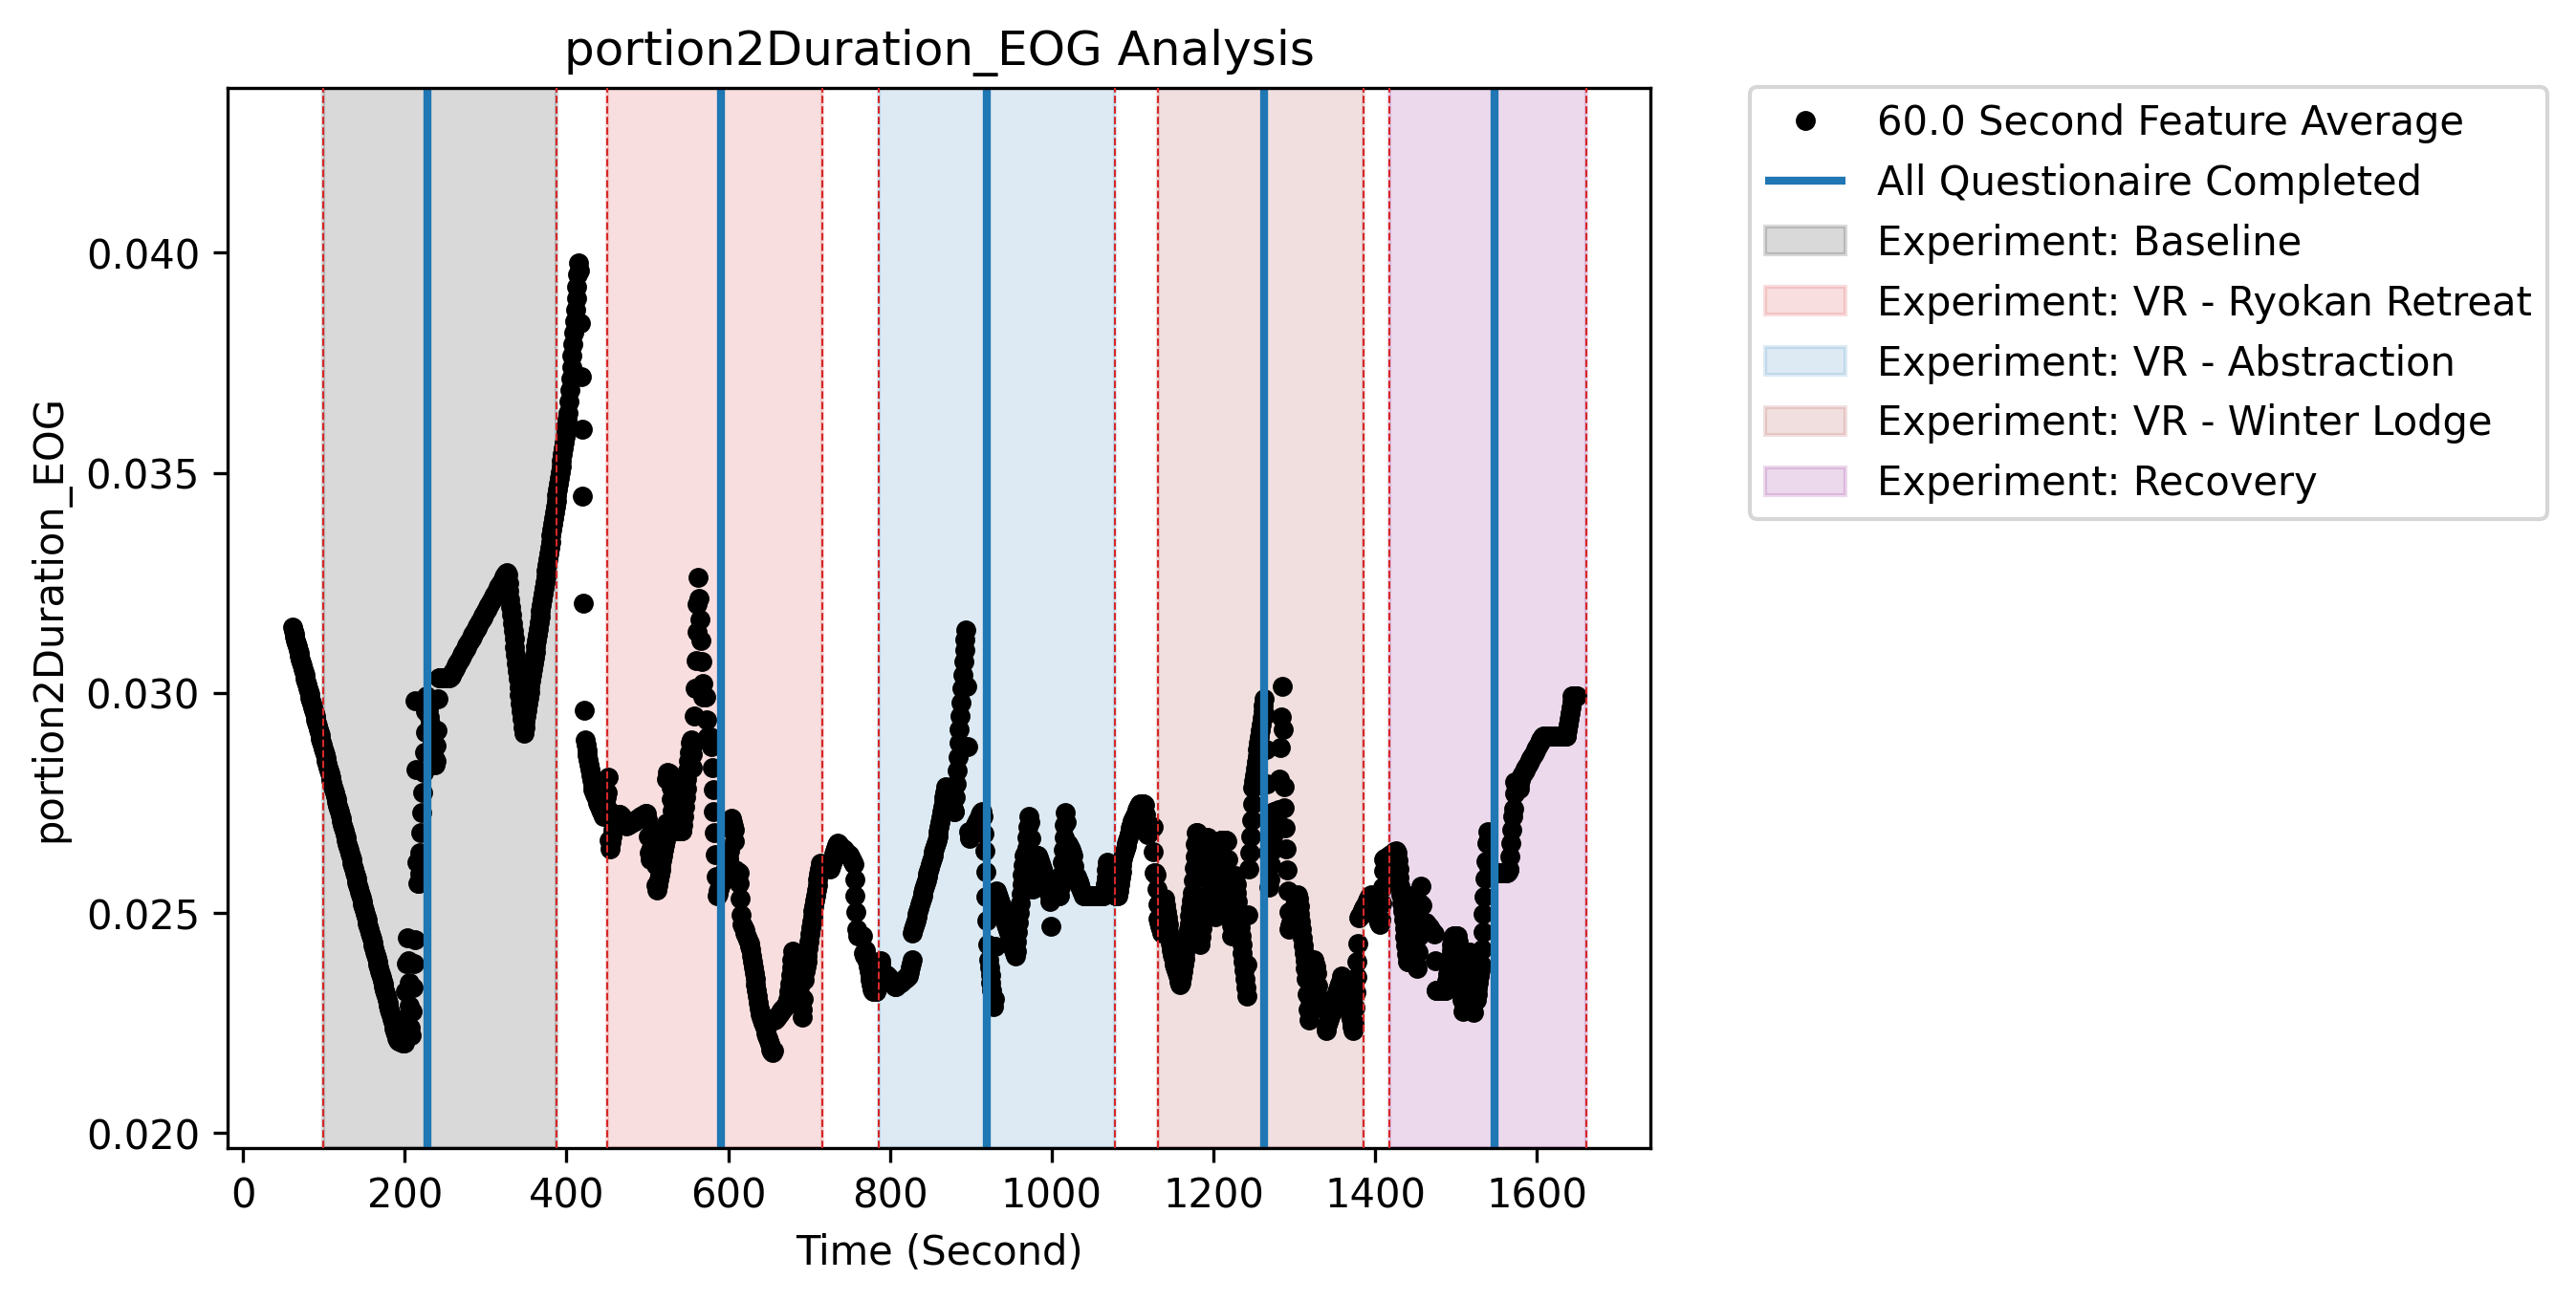 portion2Duration_EOG Analysis
portion2Duration_EOG
0.040
0.035
0.030
0.025
0.020
0
200
400
600
800
1000
1200
1400
1600
Time (Second)
60.0 Second Feature Average
All Questionaire Completed
Experiment: Baseline
Experiment: VR - Ryokan Retreat
Experiment: VR - Abstraction
Experiment: VR - Winter Lodge
Experiment: Recovery